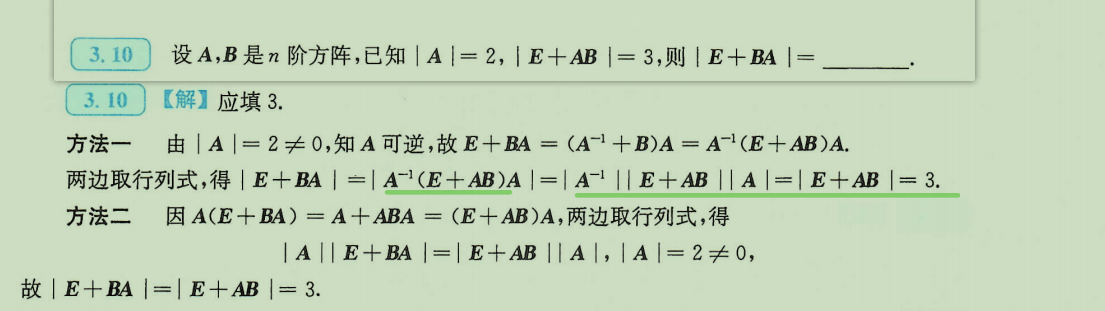 3.10 设 A,B 是 n 阶方阵,已知 | A |= 2, | E+AB |= 3,则 | E+BA |= ________.
3.10 【解】应填 3.
方法一 由 | A |= 2 ≠ 0,知 A 可逆,故 E+BA = (A⁻¹+B)A = A⁻¹(E+AB)A.
两边取行列式,得 | E+BA | =| A⁻¹(E+AB)A |=| A⁻¹ || E+AB || A |=| E+AB |= 3.
方法二 因 A(E+BA) = A+ABA = (E+AB)A,两边取行列式,得
| A || E+BA |=| E+AB || A |, | A |= 2 ≠ 0,
故 | E+BA |=| E+AB |= 3.